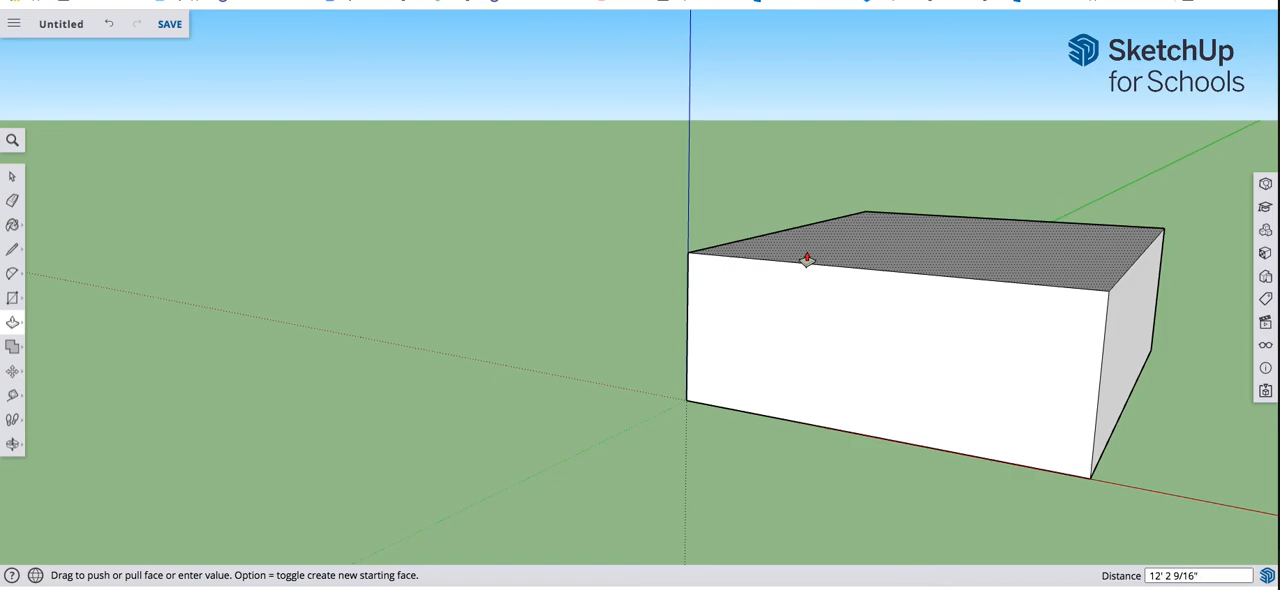 Untitled
SAVE
SketchUp
for Schools
Drag to push or pull face or enter value. Option = toggle create new starting face.
Distance 12' 2 9/16"